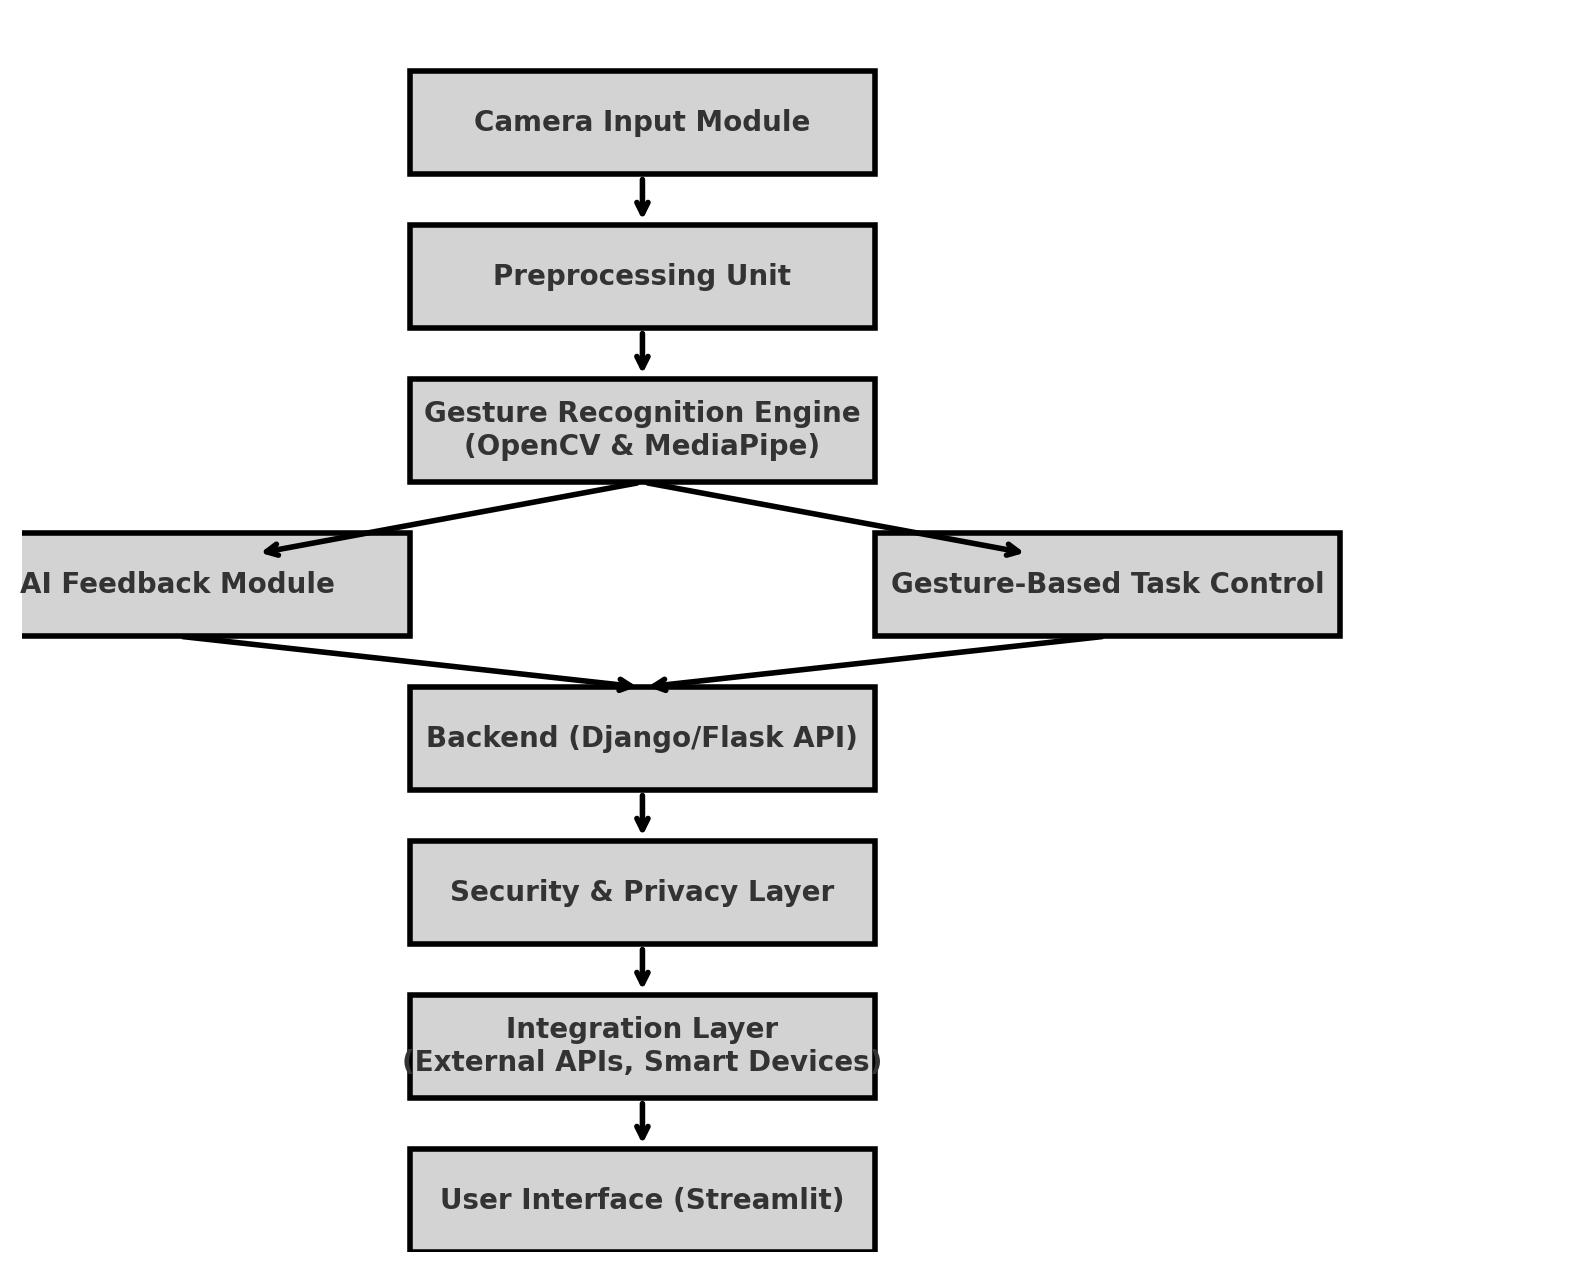 Camera Input Module
Preprocessing Unit
Gesture Recognition Engine
(OpenCV & MediaPipe)
AI Feedback Module
Gesture-Based Task Control
Backend (Django/Flask API)
Security & Privacy Layer
Integration Layer
(External APIs, Smart Devices)
User Interface (Streamlit)